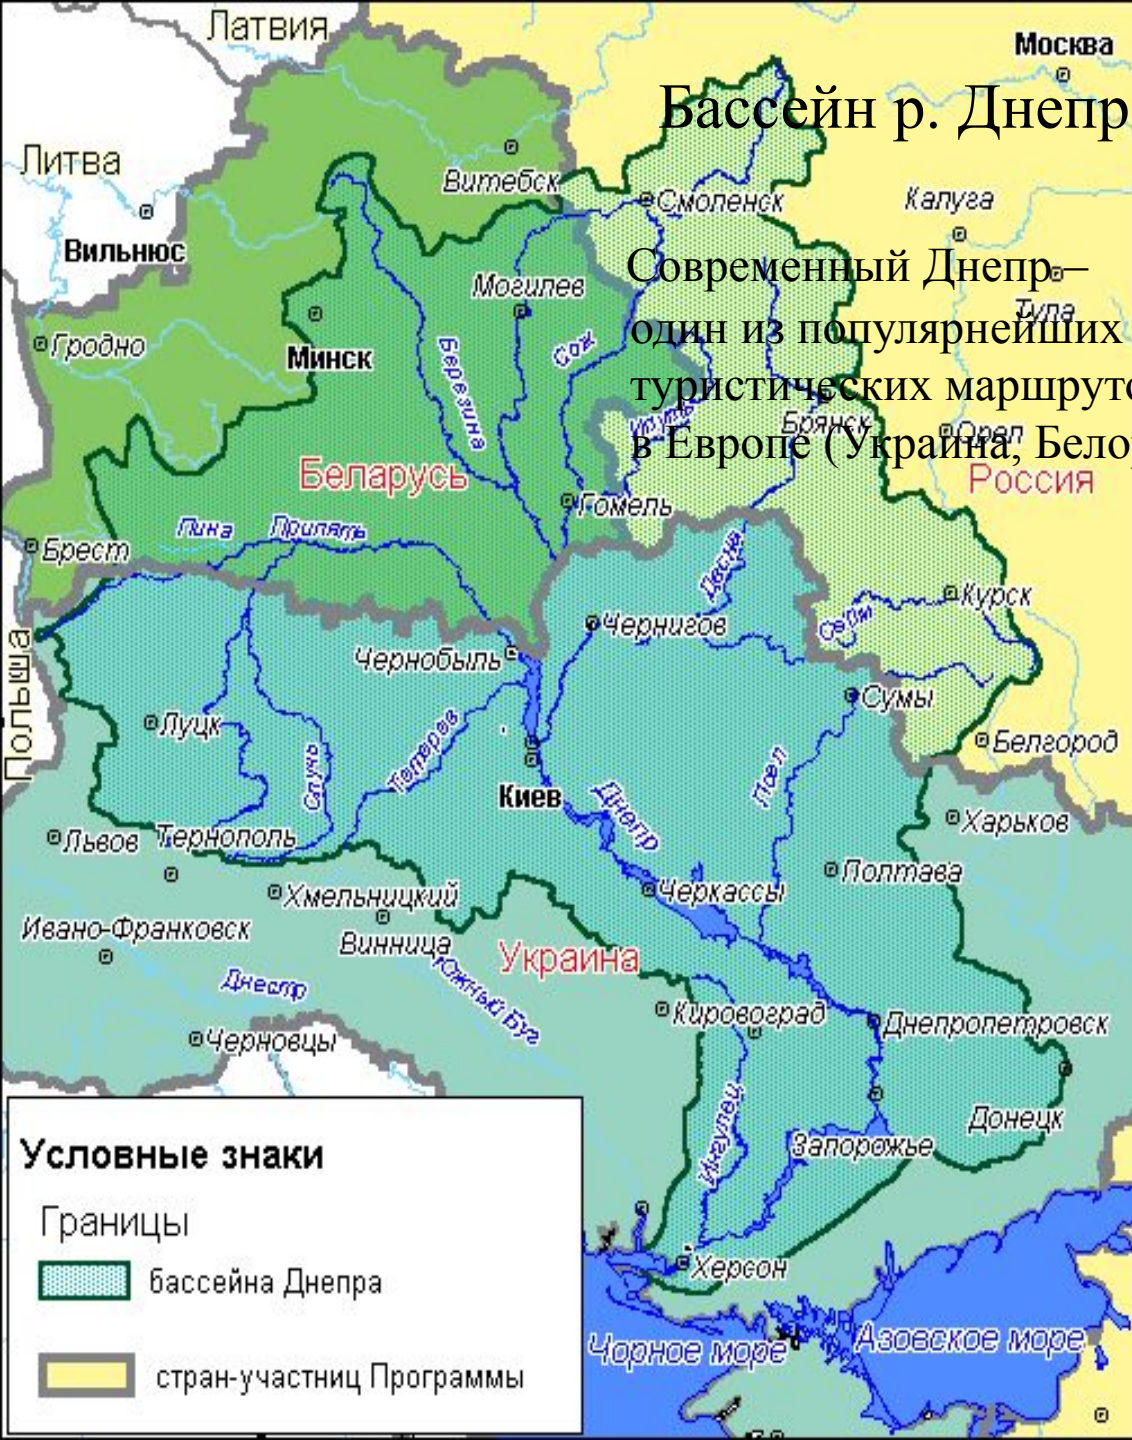 Латвия
Москва
Бассейн р. Днепр
Литва
Витебск
Смоленск
Калуга
Вильнюс
Современный Днепр –
один из популярнейших
туристических маршруто
в Европе (Украина, Бело
Могилев
Тула
Гродно
Минск
Березина
Сож
Ипуть
Брянск
Орел
Беларусь
Россия
Гомель
Пина
Припять
Брест
Десна
Курск
Сейм
Чернигов
Чернобыль
Польша
Сумы
Луцк
Случь
Тетерев
Псел
Белгород
Киев
Днепр
Харьков
Львов
Тернополь
Полтава
Хмельницкий
Черкассы
Ивано-Франковск
Винница
Украина
Днестр
Южный Буг
Кировоград
Днепропетровск
Черновцы
Ингулец
Донецк
Запорожье
Условные знаки
Границы
бассейна Днепра
стран-участниц Программы
Херсон
Чорное море
Азовское море